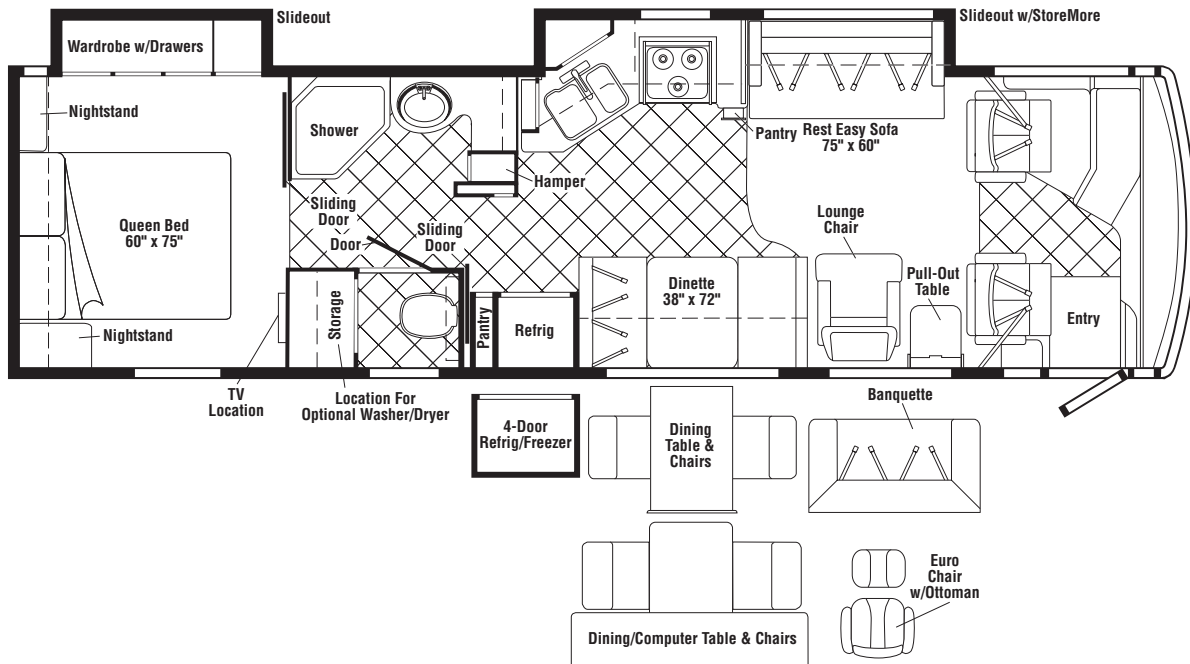 Slideout
Slideout w/StoreMore
Wardrobe w/Drawers
Nightstand
Shower
Pantry
Rest Easy Sofa
75" x 60"
Hamper
Queen Bed
60" x 75"
Sliding
Door
Door
Sliding
Door
Lounge
Chair
Pull-Out
Table
Dinette
38" x 72"
Storage
Pantry
Refrig
Entry
Nightstand
TV
Location
Location For
Optional Washer/Dryer
4-Door
Refrig/Freezer
Dining
Table &
Chairs
Banquette
Euro
Chair
w/Ottoman
Dining/Computer Table & Chairs